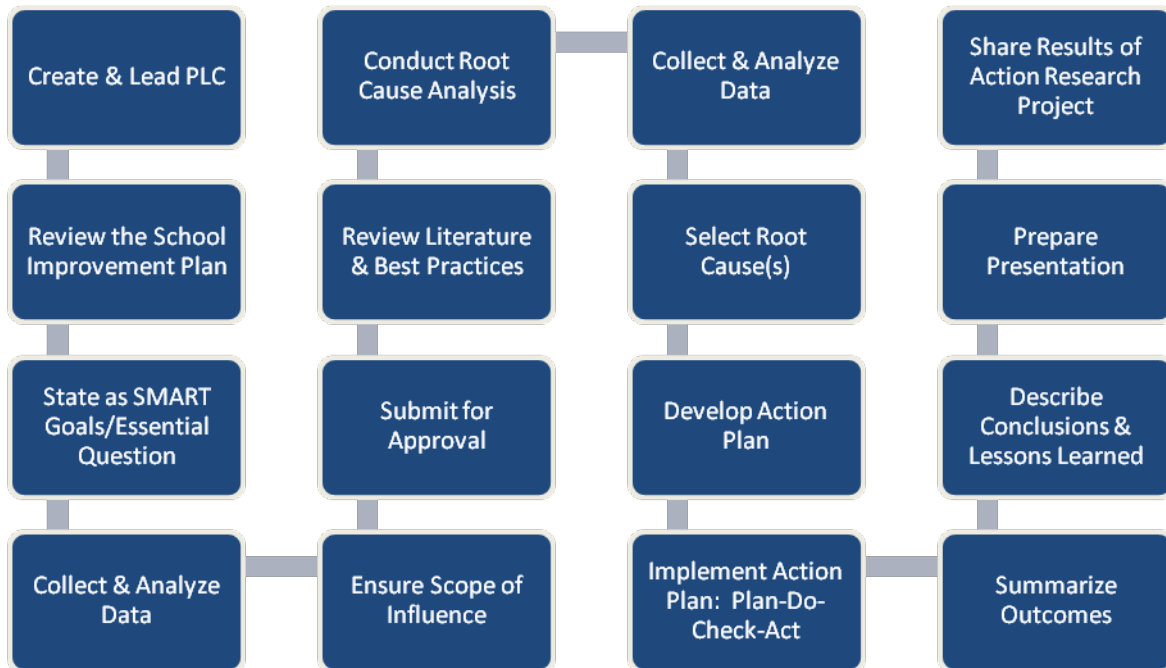 Create & Lead PLC
Review the School
Improvement Plan
State as SMART
Goals/Essential
Question
Collect & Analyze
Data
Ensure Scope of
Influence
Submit for
Approval
Review Literature
& Best Practices
Conduct Root
Cause Analysis
Collect & Analyze
Data
Select Root
Cause(s)
Develop Action
Plan
Implement Action
Plan: Plan-Do-
Check-Act
Summarize
Outcomes
Describe
Conclusions &
Lessons Learned
Prepare
Presentation
Share Results of
Action Research
Project